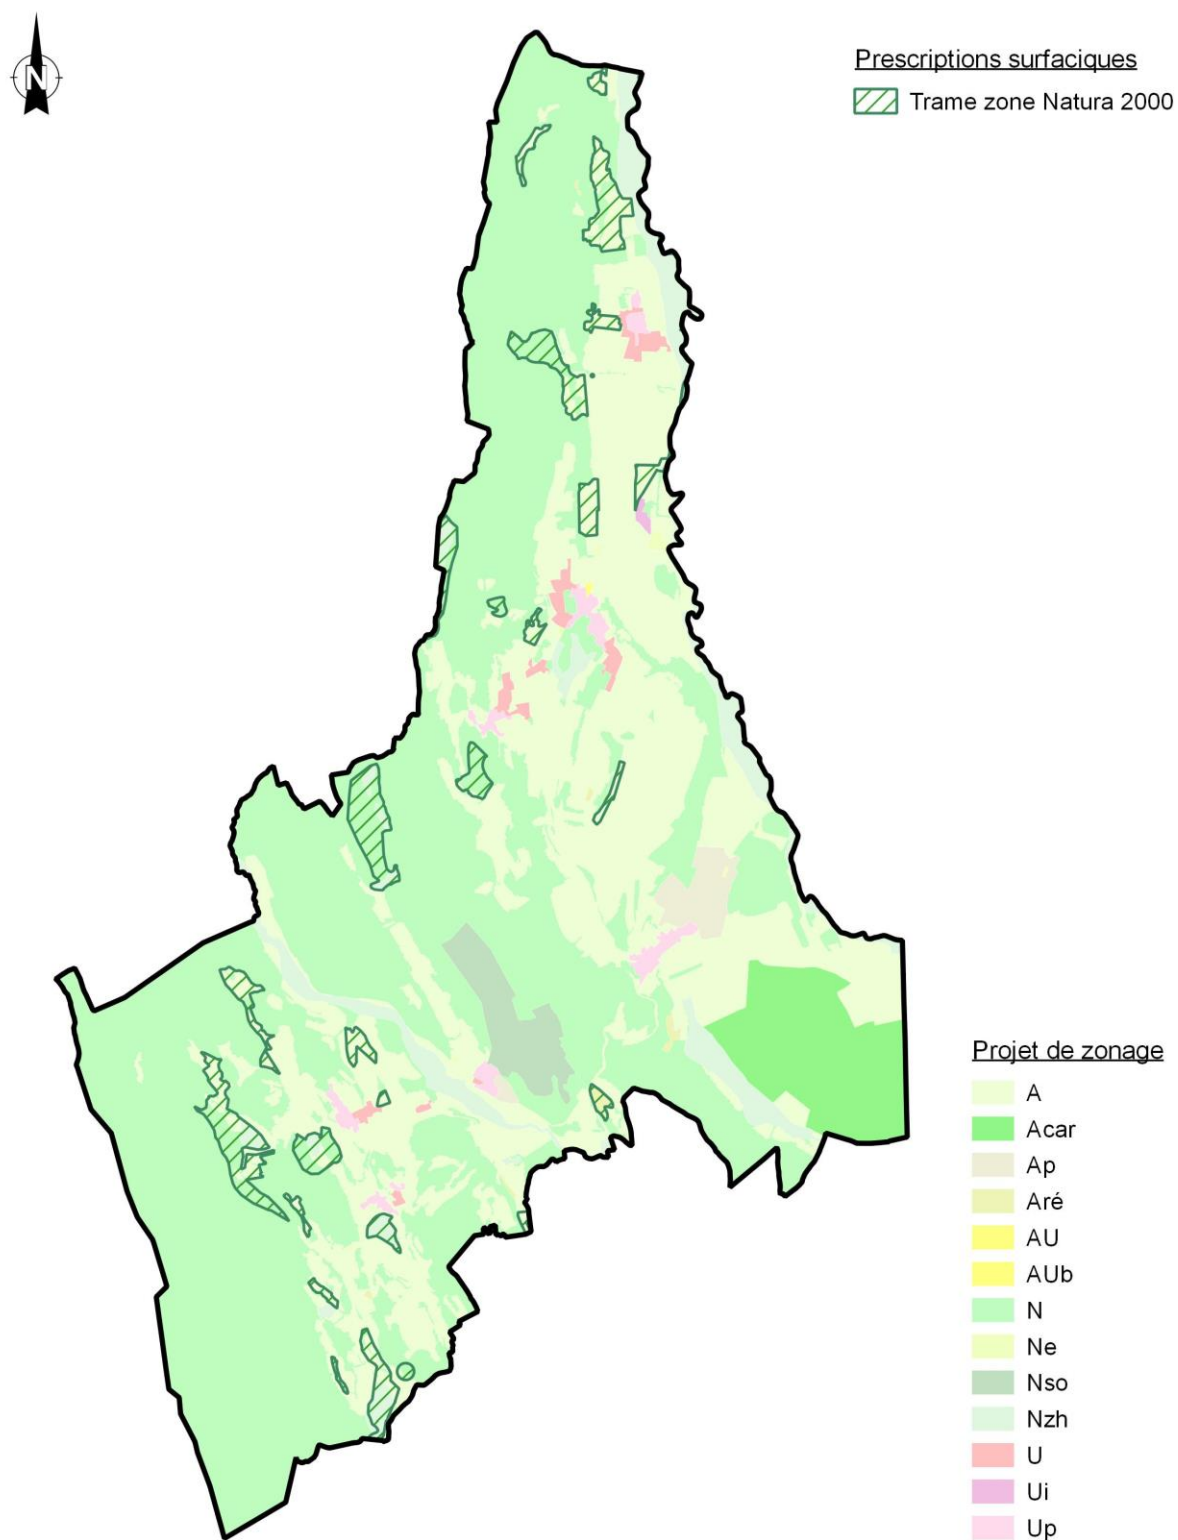 N
Prescriptions surfaciques
Trame zone Natura 2000
Projet de zonage
A
Acar
Ap
Aré
AU
AUb
N
Ne
Nso
Nzh
U
Ui
Up